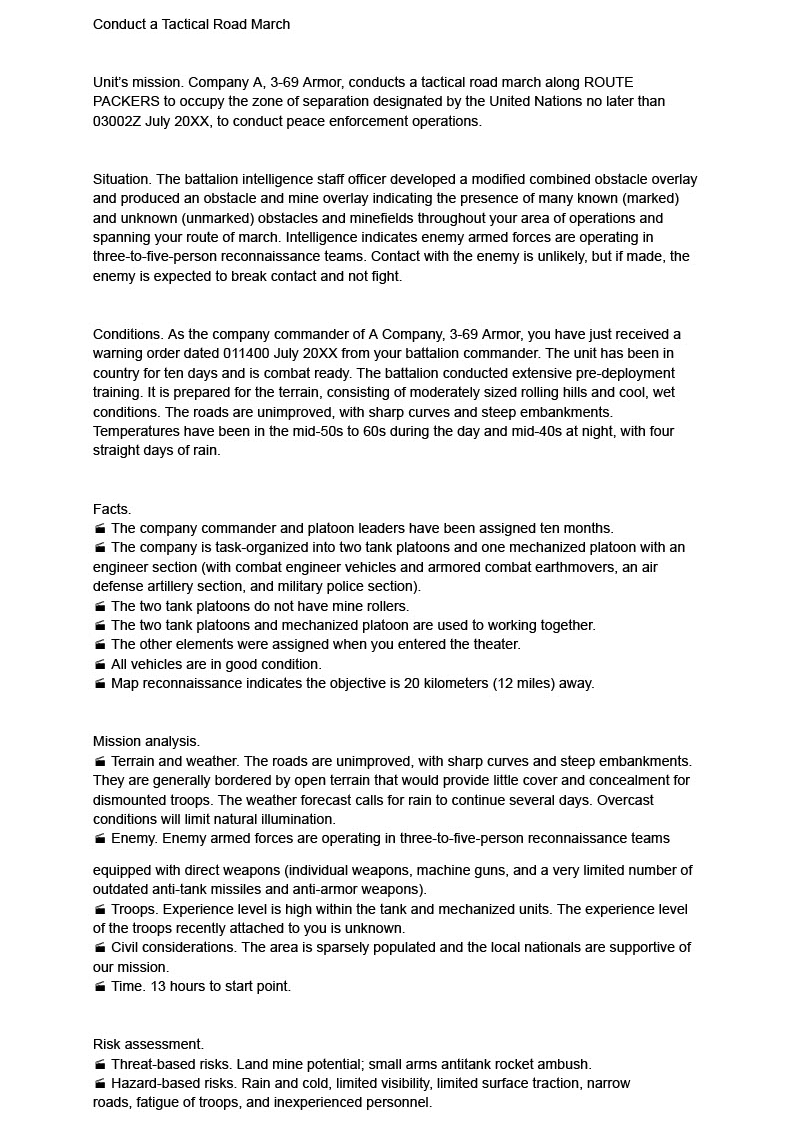 Conduct a Tactical Road March
Unit's mission. Company A, 3-69 Armor, conducts a tactical road march along ROUTE
PACKERS to occupy the zone of separation designated by the United Nations no later than
03002Z July 20XX, to conduct peace enforcement operations.
Situation. The battalion intelligence staff officer developed a modified combined obstacle overlay
and produced an obstacle and mine overlay indicating the presence of many known (marked)
and unknown (unmarked) obstacles and minefields throughout your area of operations and
spanning your route of march. Intelligence indicates enemy armed forces are operating in
three-to-five-person reconnaissance teams. Contact with the enemy is unlikely, but if made, the
enemy is expected to break contact and not fight.
Conditions. As the company commander of A Company, 3-69 Armor, you have just received a
warning order dated 011400 July 20XX from your battalion commander. The unit has been in
country for ten days and is combat ready. The battalion conducted extensive pre-deployment
training. It is prepared for the terrain, consisting of moderately sized rolling hills and cool, wet
conditions. The roads are unimproved, with sharp curves and steep embankments.
Temperatures have been in the mid-50s to 60s during the day and mid-40s at night, with four
straight days of rain.
Facts.
🎬 The company commander and platoon leaders have been assigned ten months.
🎬 The company is task-organized into two tank platoons and one mechanized platoon with an
engineer section (with combat engineer vehicles and armored combat earthmovers, an air
defense artillery section, and military police section).
🎬 The two tank platoons do not have mine rollers.
🎬 The two tank platoons and mechanized platoon are used to working together.
🎬 The other elements were assigned when you entered the theater.
🎬 All vehicles are in good condition.
🎬 Map reconnaissance indicates the objective is 20 kilometers (12 miles) away.
Mission analysis.
🎬 Terrain and weather. The roads are unimproved, with sharp curves and steep embankments.
They are generally bordered by open terrain that would provide little cover and concealment for
dismounted troops. The weather forecast calls for rain to continue several days. Overcast
conditions will limit natural illumination.
🎬 Enemy. Enemy armed forces are operating in three-to-five-person reconnaissance teams
equipped with direct weapons (individual weapons, machine guns, and a very limited number of
outdated anti-tank missiles and anti-armor weapons).
🎬 Troops. Experience level is high within the tank and mechanized units. The experience level
of the troops recently attached to you is unknown.
🎬 Civil considerations. The area is sparsely populated and the local nationals are supportive of
our mission.
🎬 Time. 13 hours to start point.
Risk assessment.
🎬 Threat-based risks. Land mine potential; small arms antitank rocket ambush.
🎬 Hazard-based risks. Rain and cold, limited visibility, limited surface traction, narrow
roads, fatigue of troops, and inexperienced personnel.